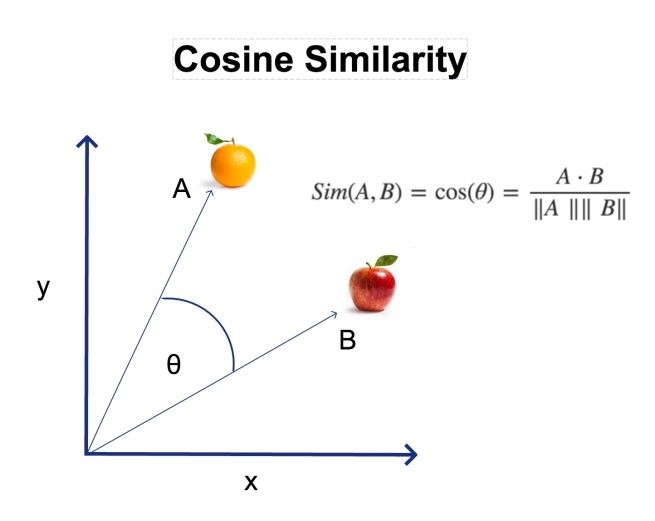 Cosine Similarity
A
Sim(A, B) = cos(θ) = A · B / ‖A ‖‖ B‖
y
B
θ
x